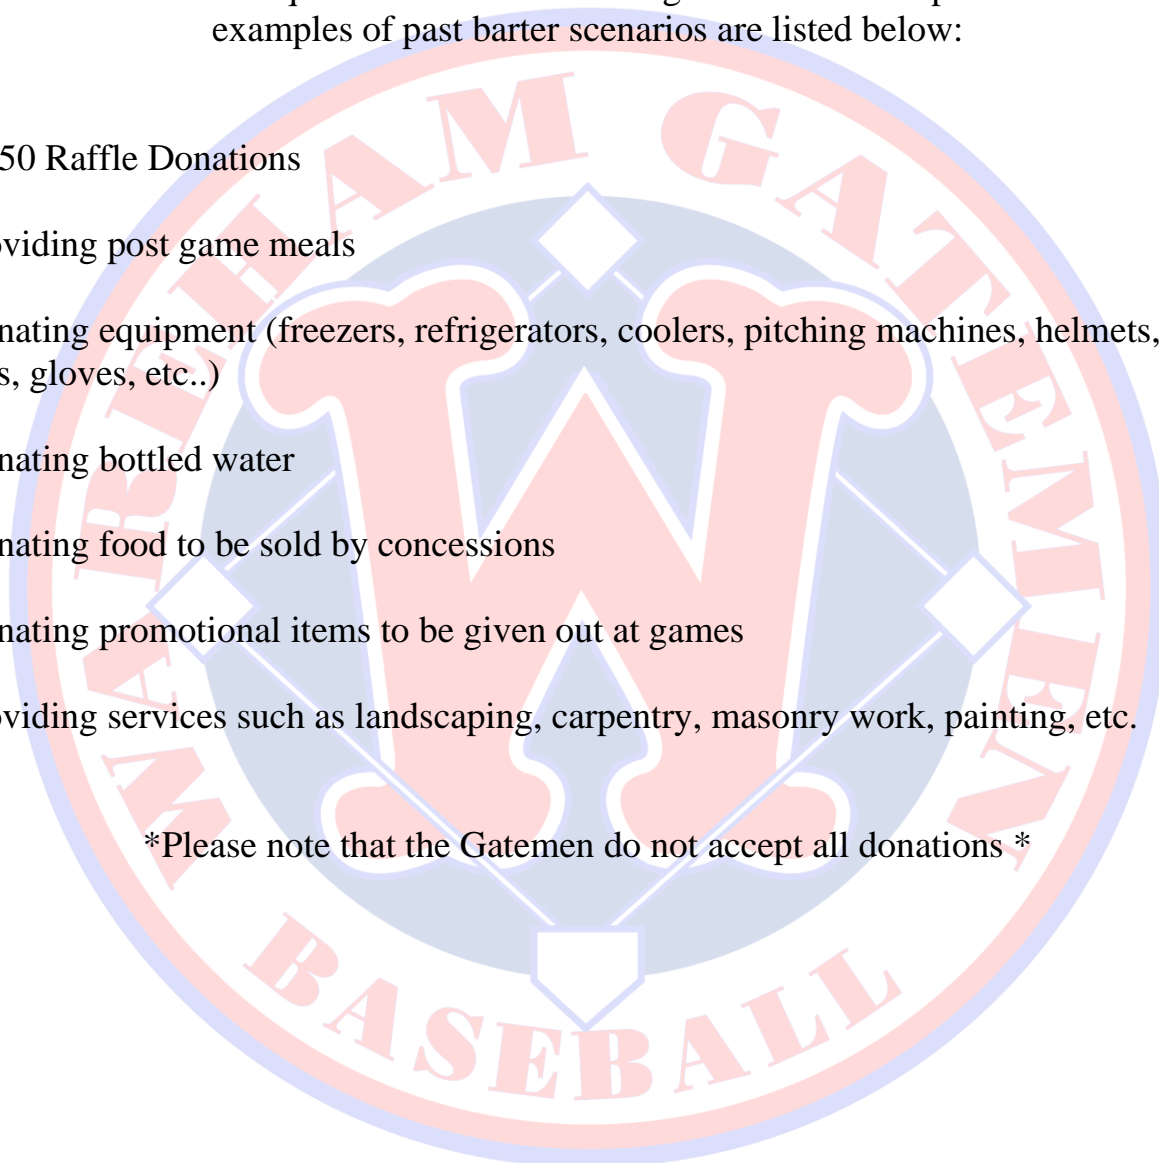 examples of past barter scenarios are listed below:
50 Raffle Donations
oviding post game meals
nating equipment (freezers, refrigerators, coolers, pitching machines, helmets,
s, gloves, etc..)
nating bottled water
nating food to be sold by concessions
nating promotional items to be given out at games
oviding services such as landscaping, carpentry, masonry work, painting, etc.
*Please note that the Gatemen do not accept all donations *
WAREHAM GATEMEN
W
BASEBALL